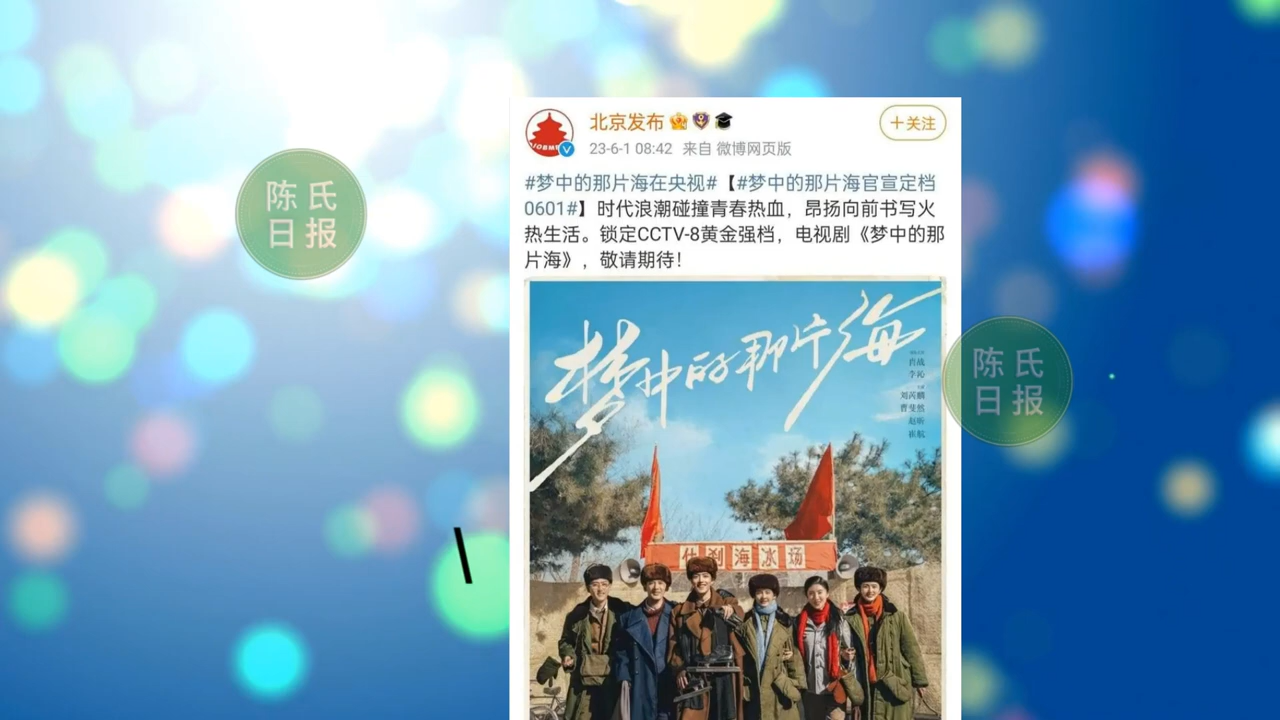 陈氏
日报
北京发布
+关注
23-6-1 08:42 来自 微博网页版
#梦中的那片海在央视#【#梦中的那片海官宣定档
0601#】时代浪潮碰撞青春热血，昂扬向前书写火
热生活。锁定CCTV-8黄金强档，电视剧《梦中的那
片海》，敬请期待！
梦中的那片海
肖战
李沁
刘芮麟
曹斐然
赵昕
崔航
陈氏
日报
什刹海冰场